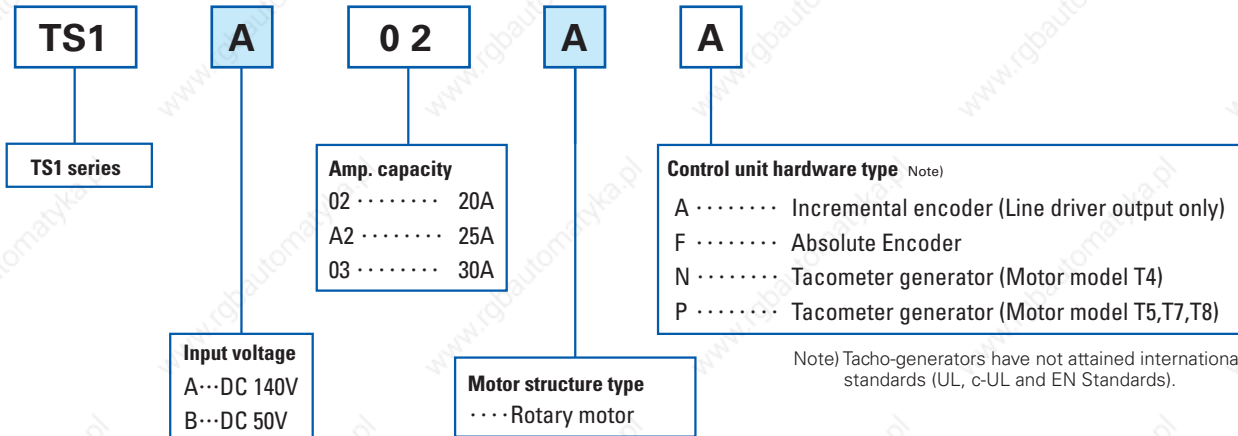 TS1 A 0 2 A A
TS1 series
Amp. capacity
02 ········ 20A
A2 ········ 25A
03 ········ 30A
Control unit hardware type Note)
A ········ Incremental encoder (Line driver output only)
F ········ Absolute Encoder
N ········ Tacometer generator (Motor model T4)
P ········ Tacometer generator (Motor model T5,T7,T8)
Note) Tacho-generators have not attained internationa
standards (UL, c-UL and EN Standards).
Input voltage
A···DC 140V
B···DC 50V
Motor structure type
····Rotary motor
www.rgbautomatyka.pl